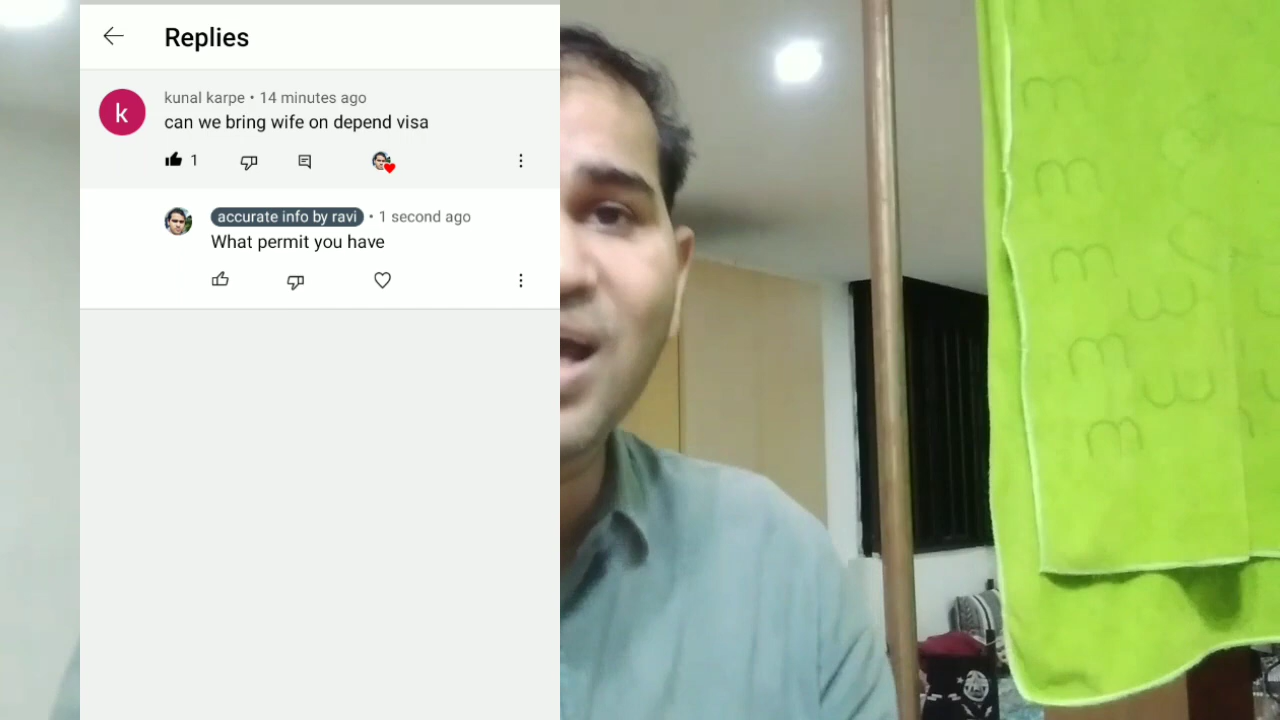 Replies
kunal karpe • 14 minutes ago
k
can we bring wife on depend visa
1
accurate info by ravi • 1 second ago
What permit you have